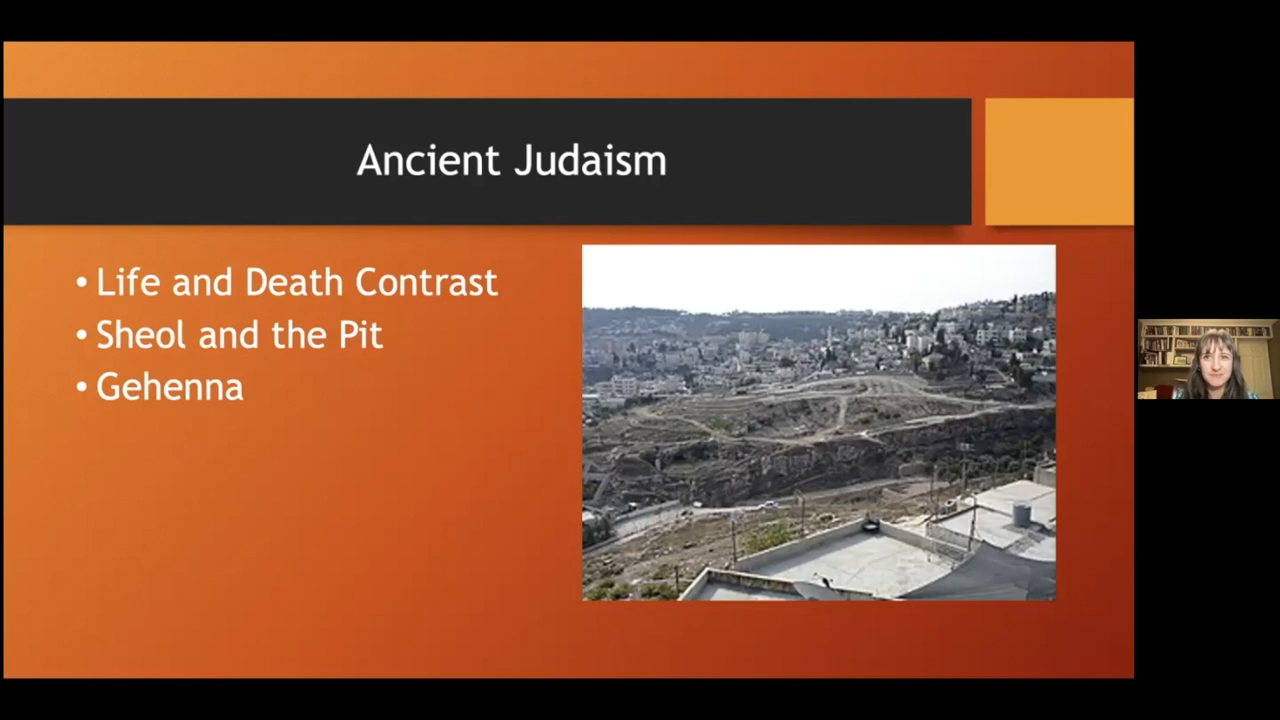 Ancient Judaism
• Life and Death Contrast
• Sheol and the Pit
• Gehenna